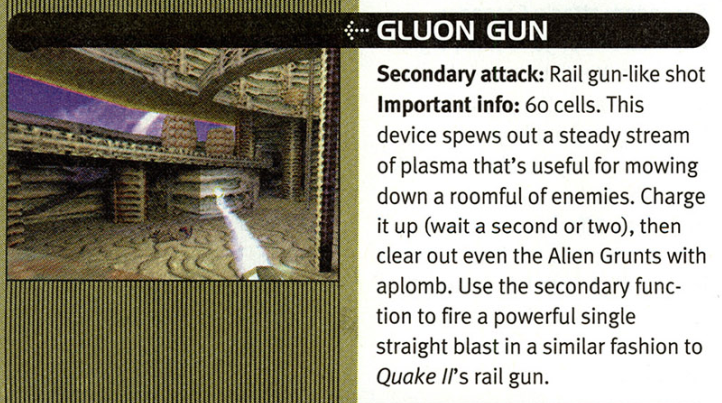 GLUON GUN
Secondary attack: Rail gun-like shot
Important info: 60 cells. This
device spews out a steady stream
of plasma that's useful for mowing
down a roomful of enemies. Charge
it up (wait a second or two), then
clear out even the Alien Grunts with
aplomb. Use the secondary func-
tion to fire a powerful single
straight blast in a similar fashion to
Quake II's rail gun.